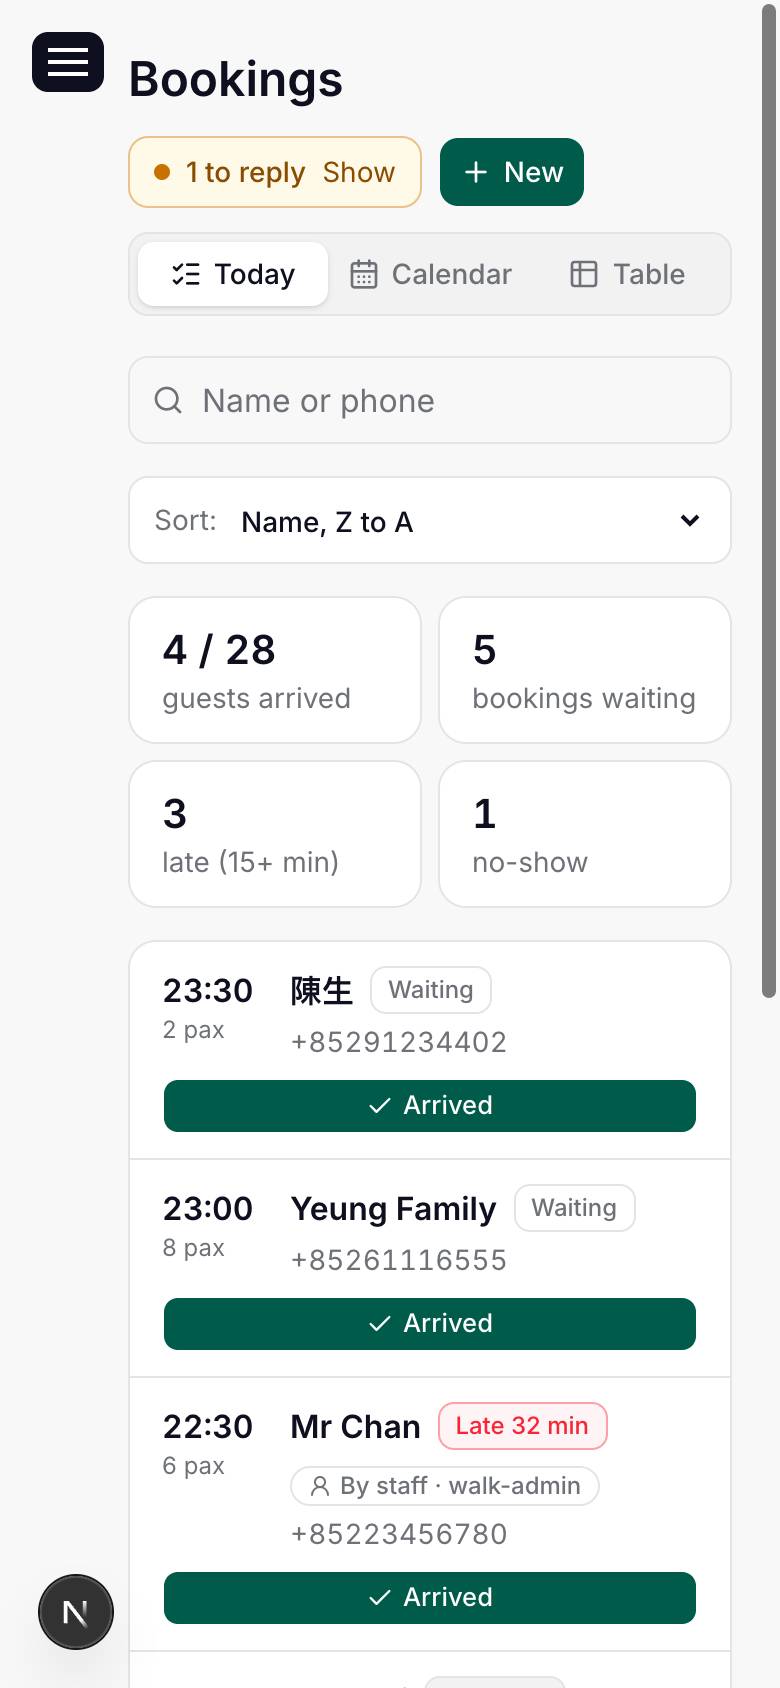 Bookings
1 to reply Show
New
Today
Calendar
Table
Name or phone
Sort: Name, Z to A
4 / 28
guests arrived
5
bookings waiting
3
late (15+ min)
1
no-show
23:30 陳生 Waiting
2 pax
+85291234402
Arrived
23:00 Yeung Family Waiting
8 pax
+85261116555
Arrived
22:30 Mr Chan Late 32 min
6 pax
By staff · walk-admin
+85223456780
Arrived
N